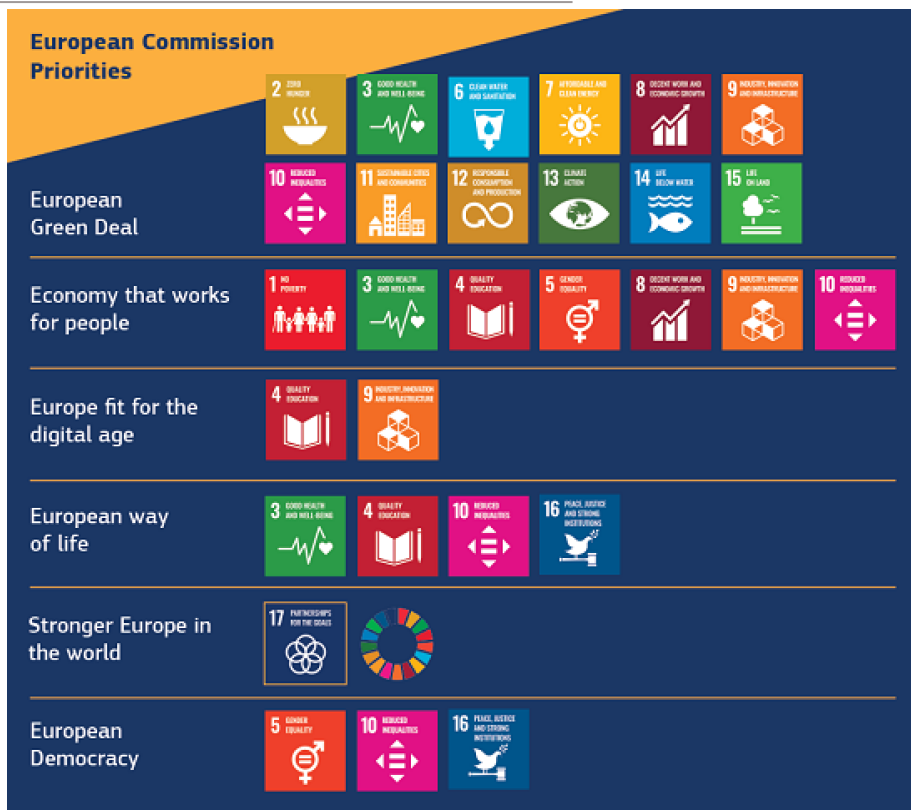 European Commission
Priorities
2 ZERO
HUNGER
3 GOOD HEALTH
AND WELL-BEING
6 CLEAN WATER
AND SANITATION
7 AFFORDABLE AND
CLEAN ENERGY
8 DECENT WORK AND
ECONOMIC GROWTH
9 INDUSTRY, INNOVATION
AND INFRASTRUCTURE
European
Green Deal
10 REDUCED
INEQUALITIES
11 SUSTAINABLE CITIES
AND COMMUNITIES
12 RESPONSIBLE
CONSUMPTION
AND PRODUCTION
13 CLIMATE
ACTION
14 LIFE
BELOW WATER
15 LIFE
ON LAND
Economy that works
for people
1 NO
POVERTY
3 GOOD HEALTH
AND WELL-BEING
4 QUALITY
EDUCATION
5 GENDER
EQUALITY
8 DECENT WORK AND
ECONOMIC GROWTH
9 INDUSTRY, INNOVATION
AND INFRASTRUCTURE
10 REDUCED
INEQUALITIES
Europe fit for the
digital age
4 QUALITY
EDUCATION
9 INDUSTRY, INNOVATION
AND INFRASTRUCTURE
European way
of life
3 GOOD HEALTH
AND WELL-BEING
4 QUALITY
EDUCATION
10 REDUCED
INEQUALITIES
16 PEACE, JUSTICE
AND STRONG
INSTITUTIONS
Stronger Europe in
the world
17 PARTNERSHIPS
FOR THE GOALS
European
Democracy
5 GENDER
EQUALITY
10 REDUCED
INEQUALITIES
16 PEACE, JUSTICE
AND STRONG
INSTITUTIONS